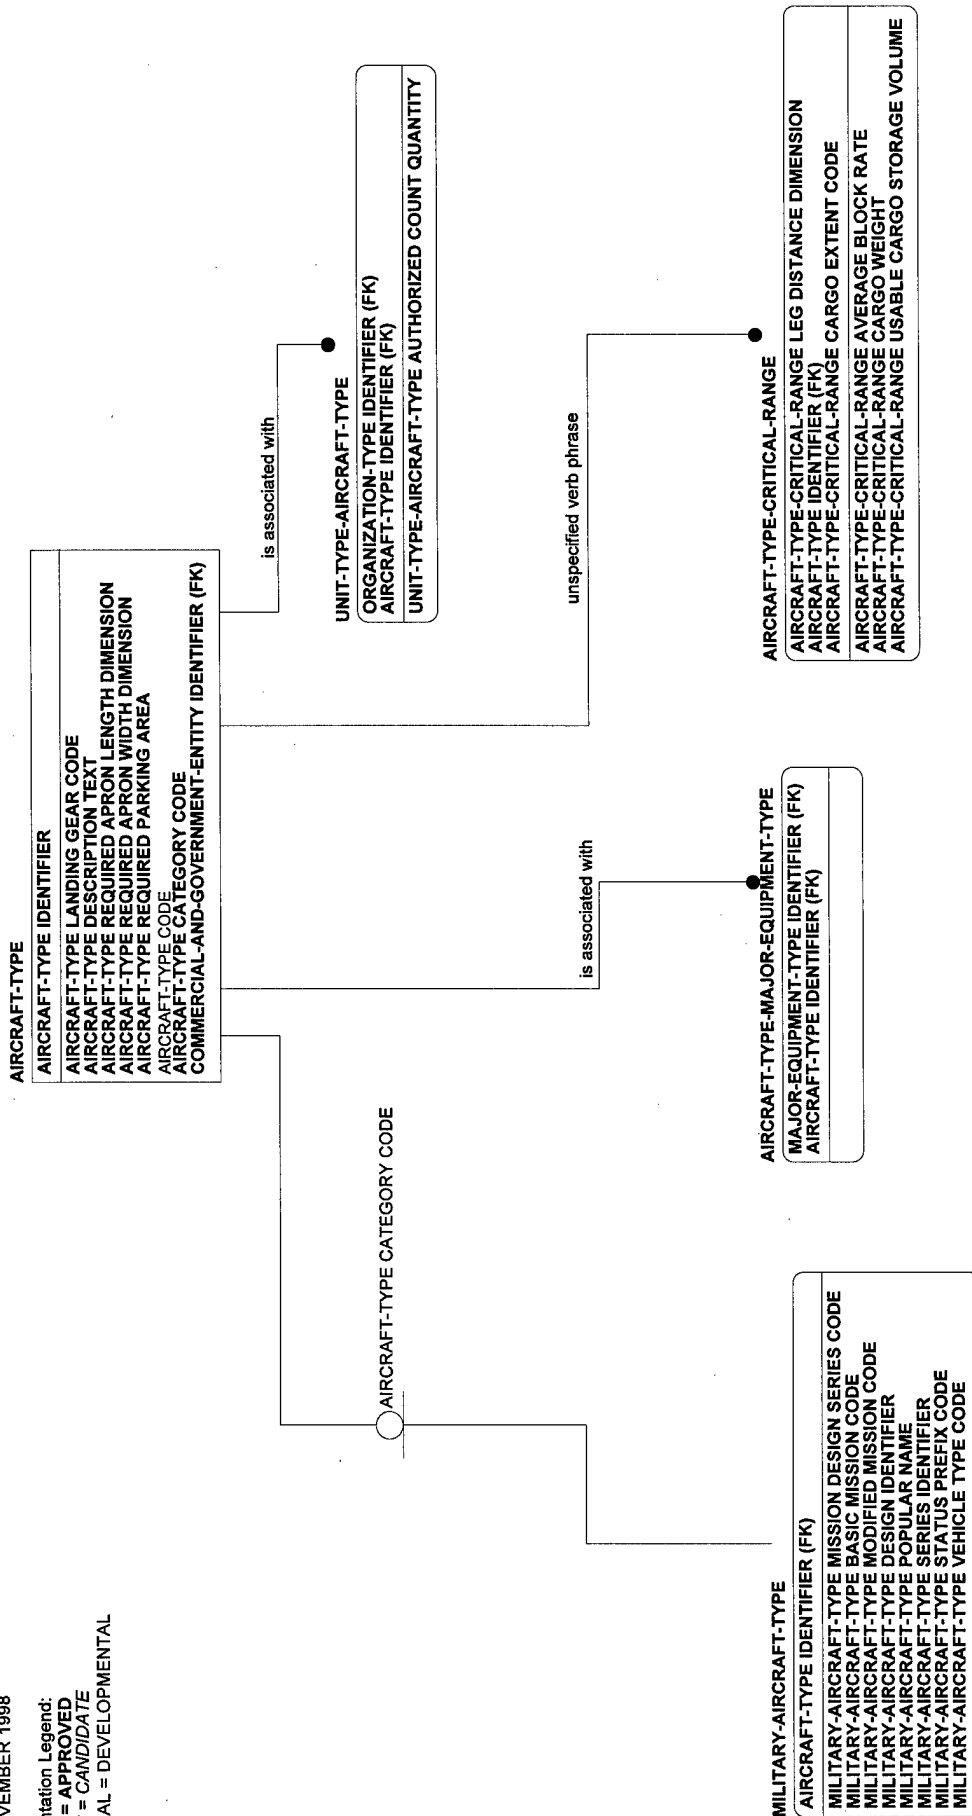 VEMBER 1998
ntation Legend:
= APPROVED
= CANDIDATE
AL = DEVELOPMENTAL
AIRCRAFT-TYPE
AIRCRAFT-TYPE IDENTIFIER
AIRCRAFT-TYPE LANDING GEAR CODE
AIRCRAFT-TYPE DESCRIPTION TEXT
AIRCRAFT-TYPE REQUIRED APRON LENGTH DIMENSION
AIRCRAFT-TYPE REQUIRED APRON WIDTH DIMENSION
AIRCRAFT-TYPE REQUIRED PARKING AREA
AIRCRAFT-TYPE CODE
AIRCRAFT-TYPE CATEGORY CODE
COMMERCIAL-AND-GOVERNMENT-ENTITY IDENTIFIER (FK)
is associated with
UNIT-TYPE-AIRCRAFT-TYPE
ORGANIZATION-TYPE IDENTIFIER (FK)
AIRCRAFT-TYPE IDENTIFIER (FK)
UNIT-TYPE-AIRCRAFT-TYPE AUTHORIZED COUNT QUANTITY
AIRCRAFT-TYPE CATEGORY CODE
is associated with
unspecified verb phrase
MILITARY-AIRCRAFT-TYPE
AIRCRAFT-TYPE IDENTIFIER (FK)
MILITARY-AIRCRAFT-TYPE MISSION DESIGN SERIES CODE
MILITARY-AIRCRAFT-TYPE BASIC MISSION CODE
MILITARY-AIRCRAFT-TYPE MODIFIED MISSION CODE
MILITARY-AIRCRAFT-TYPE DESIGN IDENTIFIER
MILITARY-AIRCRAFT-TYPE POPULAR NAME
MILITARY-AIRCRAFT-TYPE SERIES IDENTIFIER
MILITARY-AIRCRAFT-TYPE STATUS PREFIX CODE
MILITARY-AIRCRAFT-TYPE VEHICLE TYPE CODE
AIRCRAFT-TYPE-MAJOR-EQUIPMENT-TYPE
MAJOR-EQUIPMENT-TYPE IDENTIFIER (FK)
AIRCRAFT-TYPE IDENTIFIER (FK)
AIRCRAFT-TYPE-CRITICAL-RANGE
AIRCRAFT-TYPE-CRITICAL-RANGE LEG DISTANCE DIMENSION
AIRCRAFT-TYPE IDENTIFIER (FK)
AIRCRAFT-TYPE-CRITICAL-RANGE CARGO EXTENT CODE
AIRCRAFT-TYPE-CRITICAL-RANGE AVERAGE BLOCK RATE
AIRCRAFT-TYPE-CRITICAL-RANGE CARGO WEIGHT
AIRCRAFT-TYPE-CRITICAL-RANGE USABLE CARGO STORAGE VOLUME